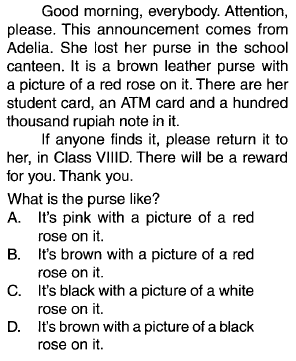 Good morning, everybody. Attention,
please. This announcement comes from
Adelia. She lost her purse in the school
canteen. It is a brown leather purse with
a picture of a red rose on it. There are her
student card, an ATM card and a hundred
thousand rupiah note in it.
If anyone finds it, please return it to
her, in Class VIIID. There will be a reward
for you. Thank you.
What is the purse like?
A. It's pink with a picture of a red
rose on it.
B. It's brown with a picture of a red
rose on it.
C. It's black with a picture of a white
rose on it.
D. It's brown with a picture of a black
rose on it.